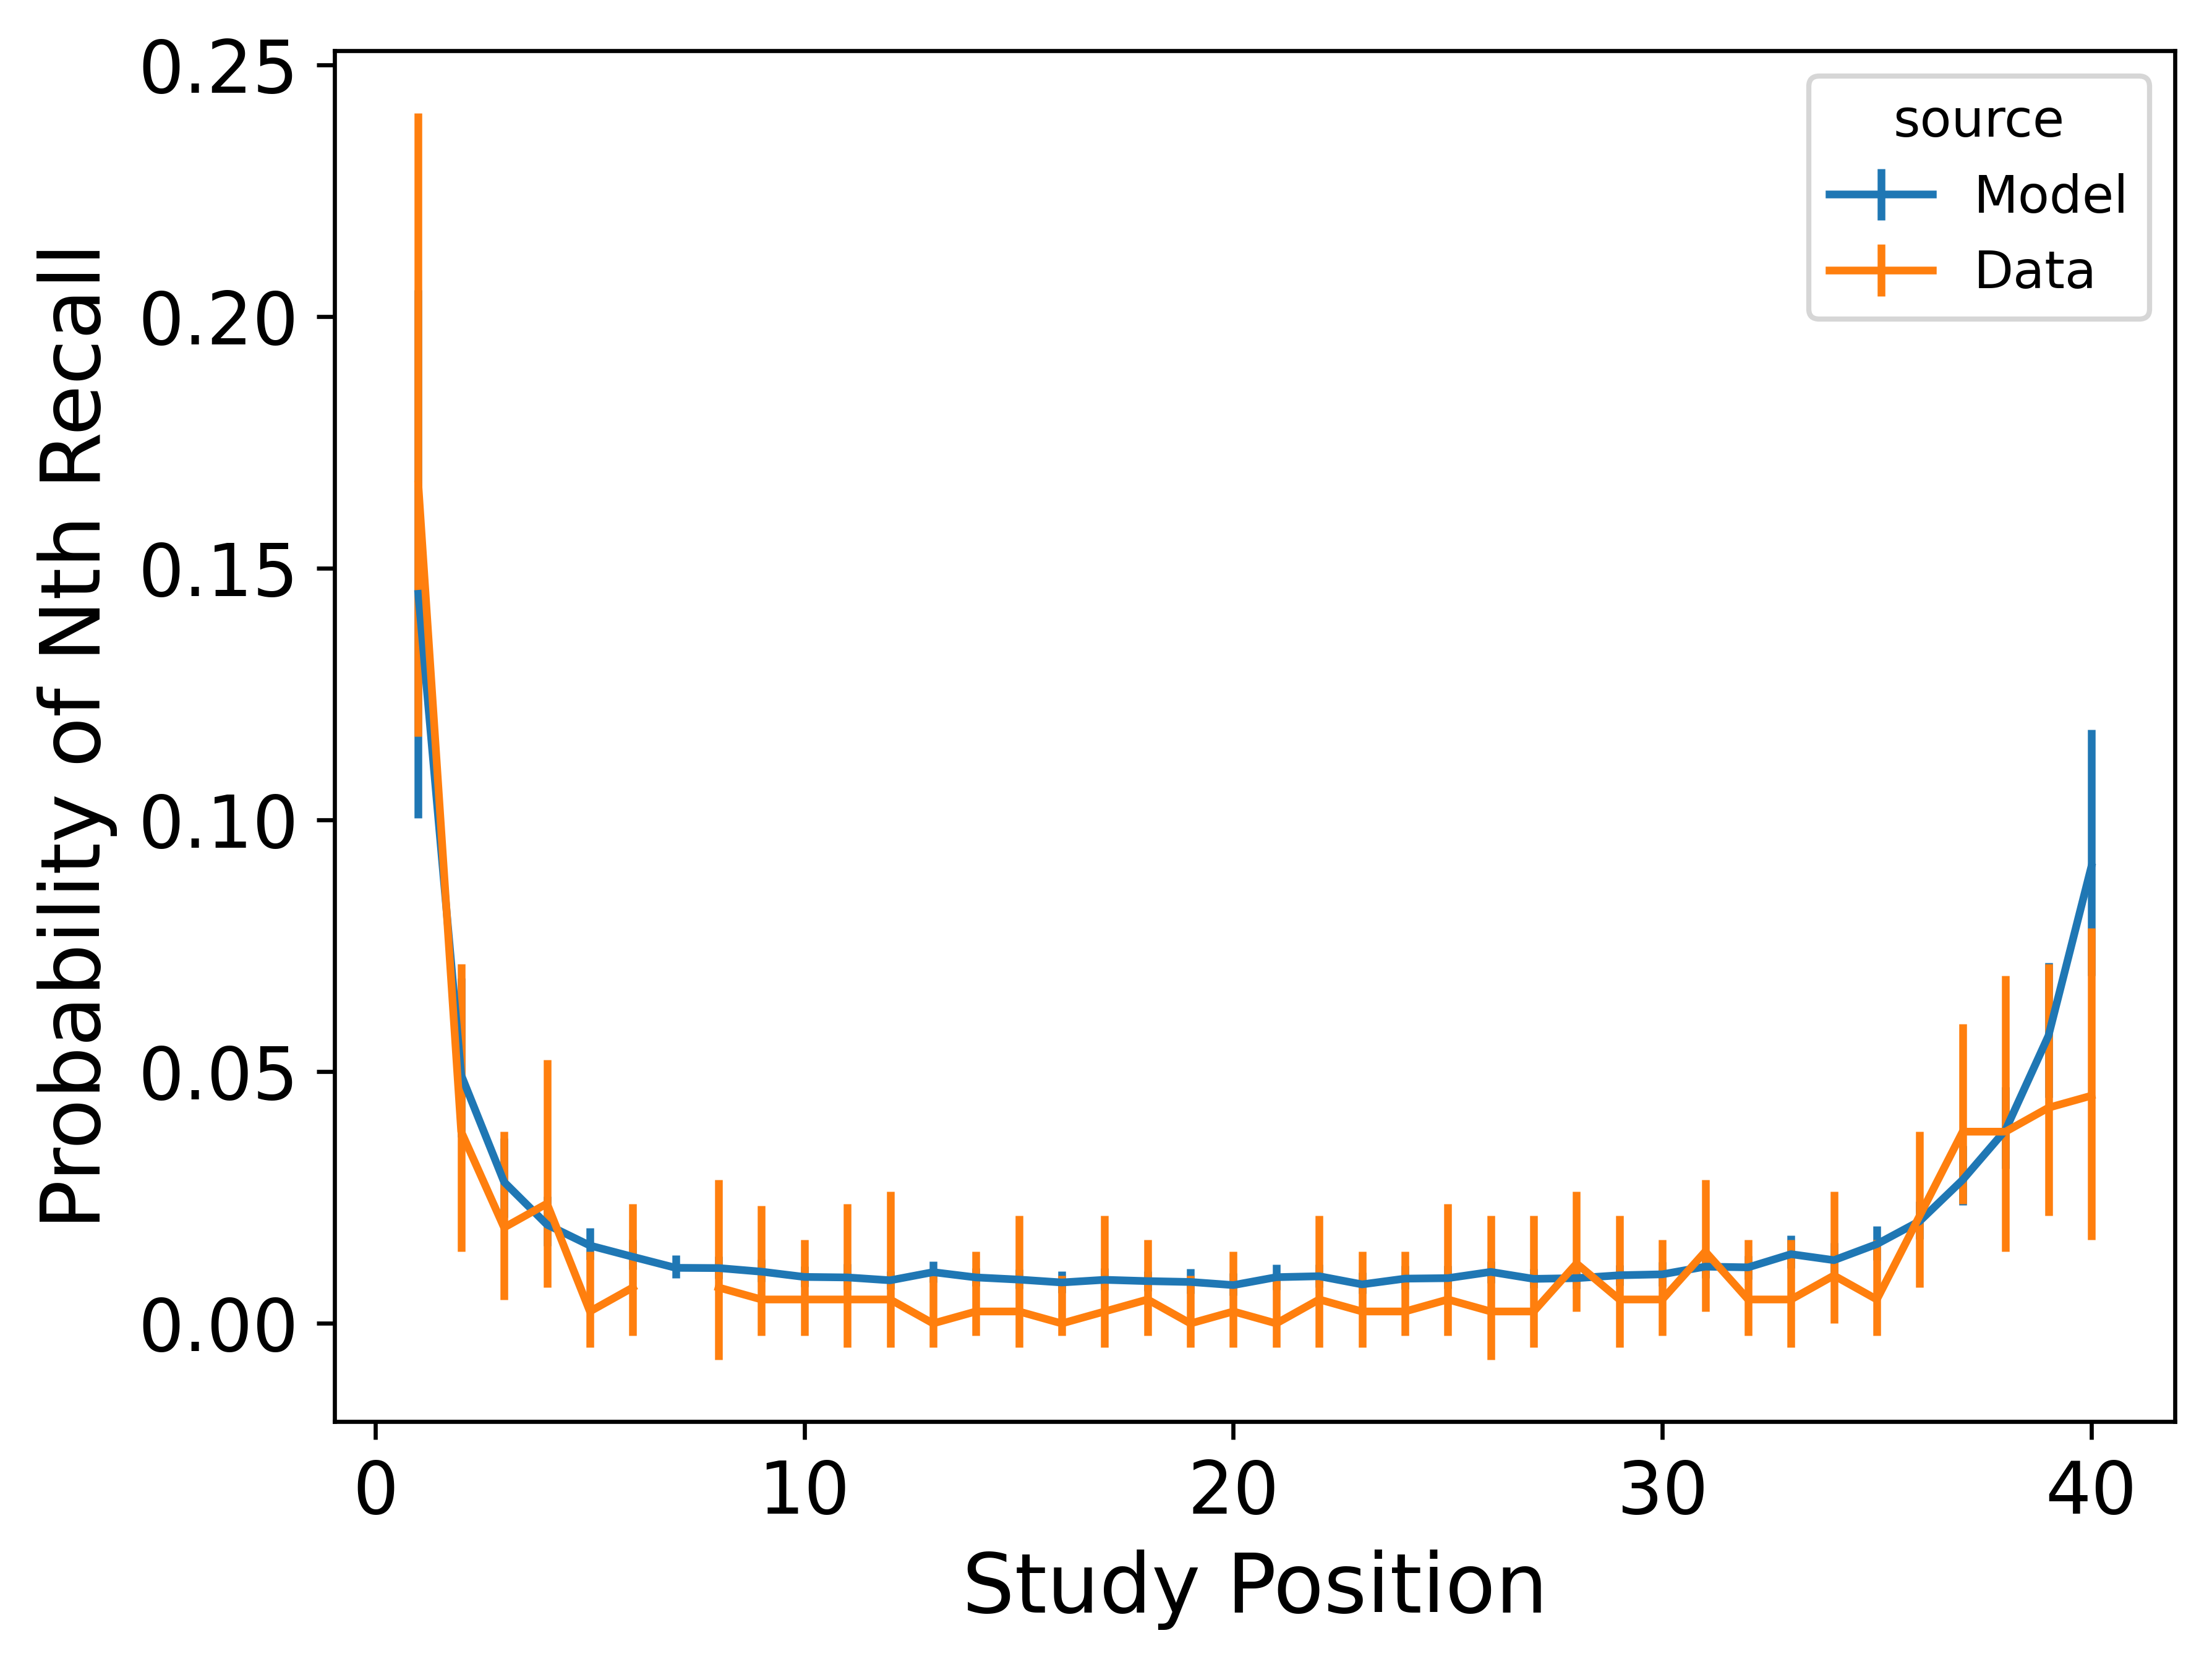 0.25
0.20
0.15
0.10
0.05
0.00
Probability of Nth Recall
source
Model
Data
0 10 20 30 40
Study Position